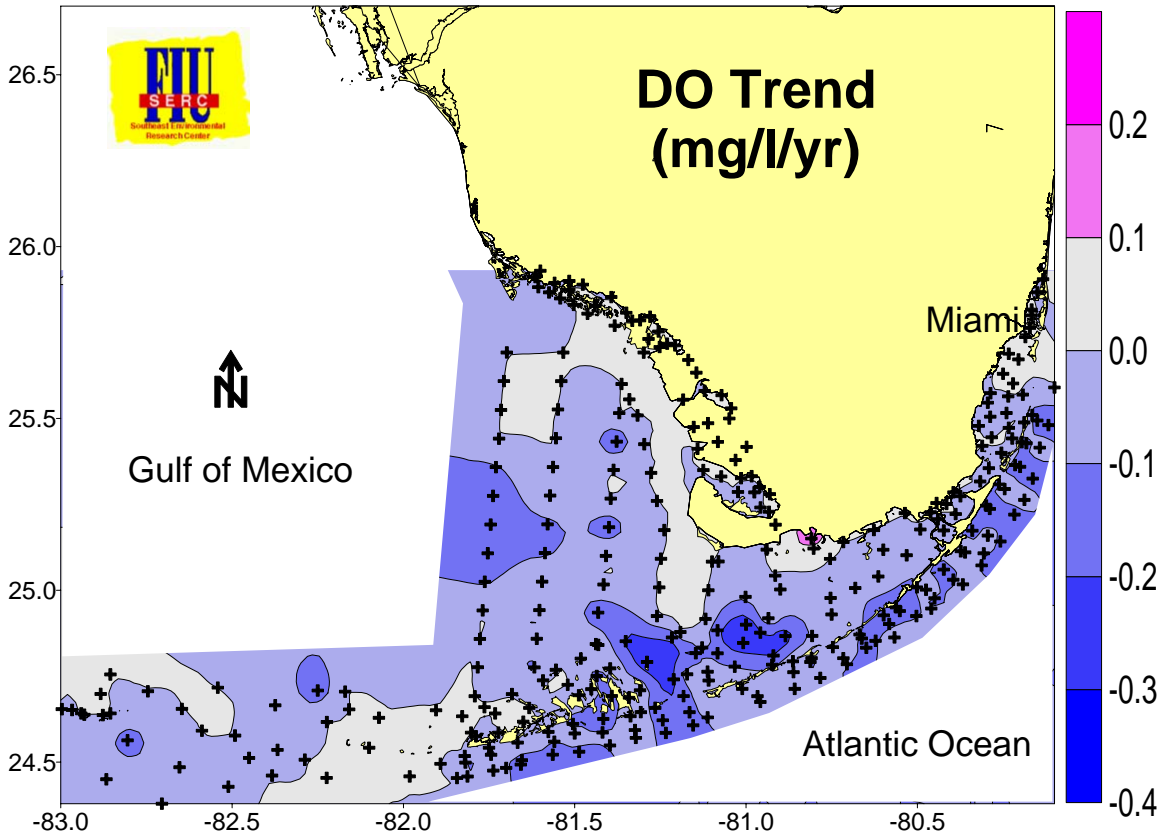 FIU
SERC
Southeast Environmental
Research Center
DO Trend
(mg/l/yr)
Miami
N
Gulf of Mexico
Atlantic Ocean
26.5
26.0
25.5
25.0
24.5
-83.0
-82.5
-82.0
-81.5
-81.0
-80.5
0.2
0.1
0.0
-0.1
-0.2
-0.3
-0.4